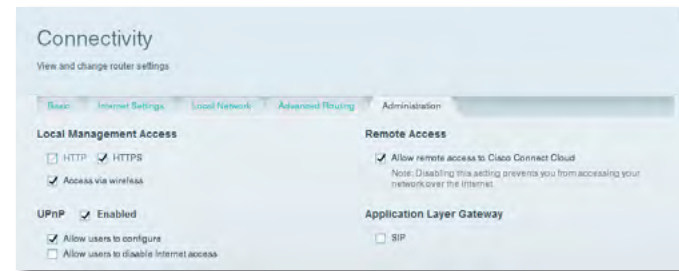 Connectivity
View and change router settings
Basic Internet Settings Local Network Advanced Routing Administration
Local Management Access
HTTP HTTPS
Access via wireless
UPnP Enabled
Allow users to configure
Allow users to disable Internet access
Remote Access
Allow remote access to Cisco Connect Cloud
Note: Disabling this setting prevents you from accessing your
network over the Internet.
Application Layer Gateway
SIP